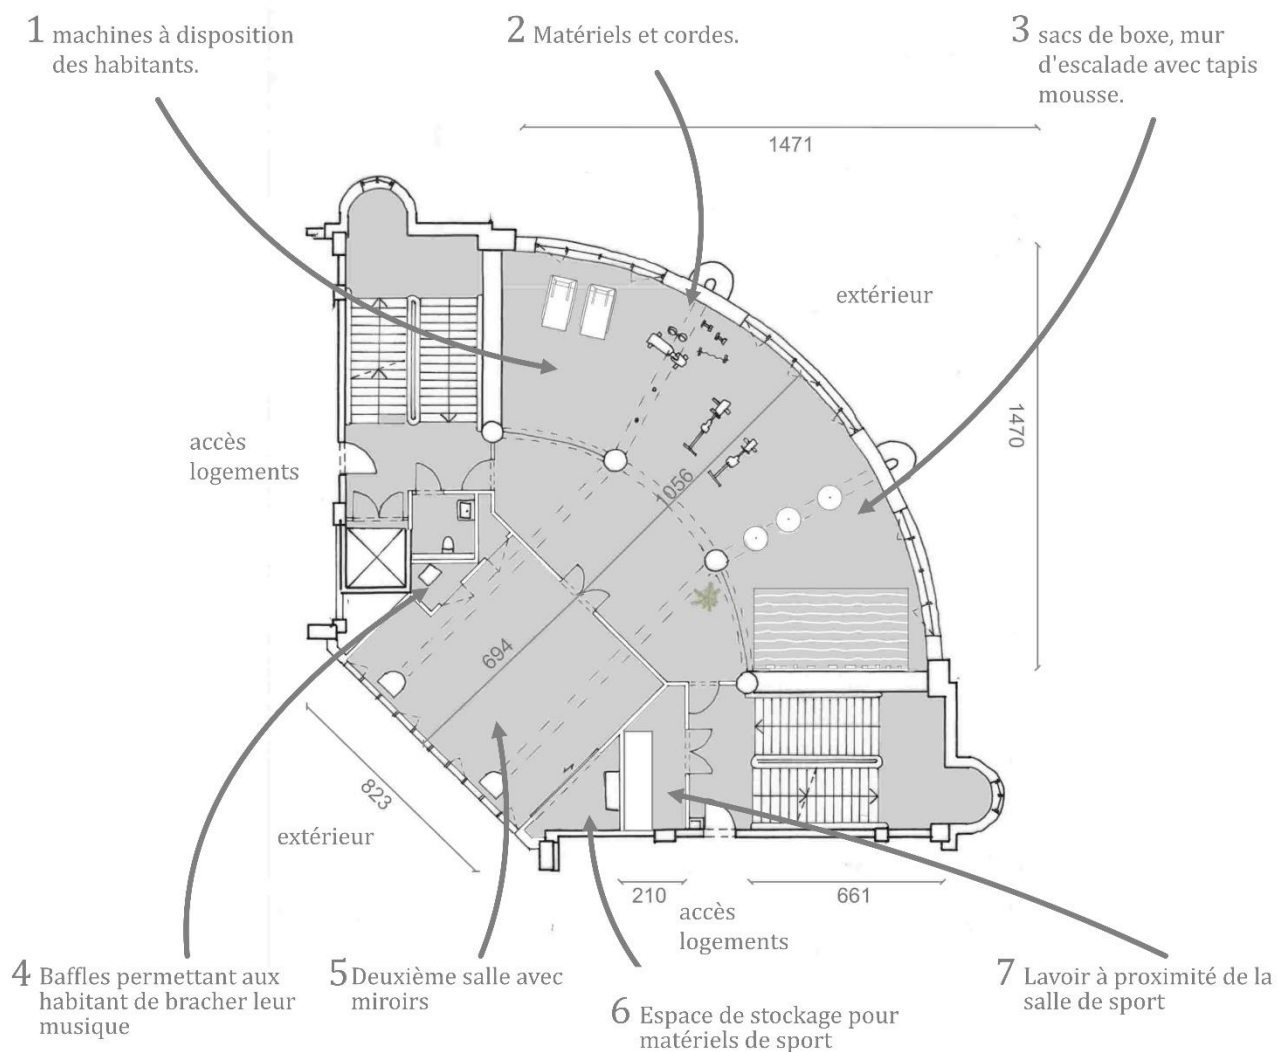 1 machines à disposition
des habitants.
2 Matériels et cordes.
3 sacs de boxe, mur
d'escalade avec tapis
mousse.
1471
extérieur
1470
accès
logements
1056
694
823
extérieur
210
661
accès
logements
4 Baffles permettant aux
habitant de bracher leur
musique
5 Deuxième salle avec
miroirs
6 Espace de stockage pour
matériels de sport
7 Lavoir à proximité de la
salle de sport